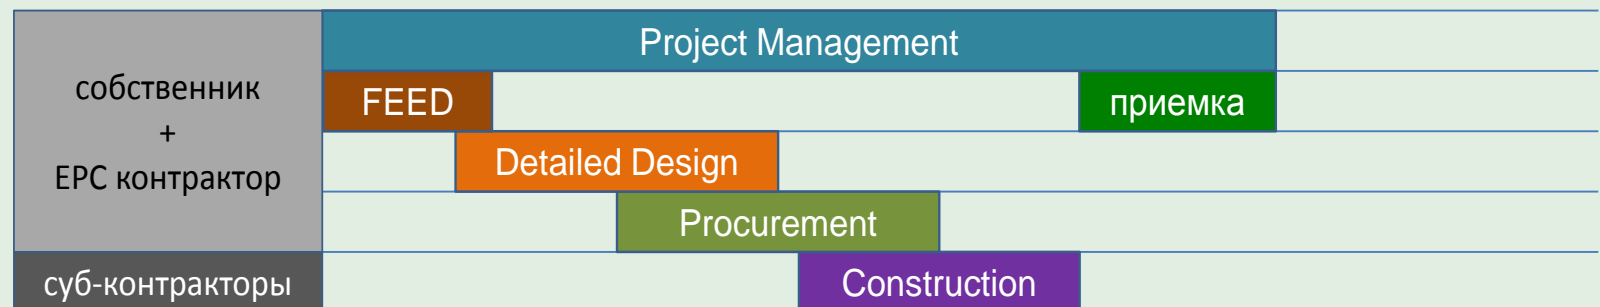 Project Management
собственник
+
EPC контрактор
FEED
приемка
Detailed Design
Procurement
суб-контракторы
Construction